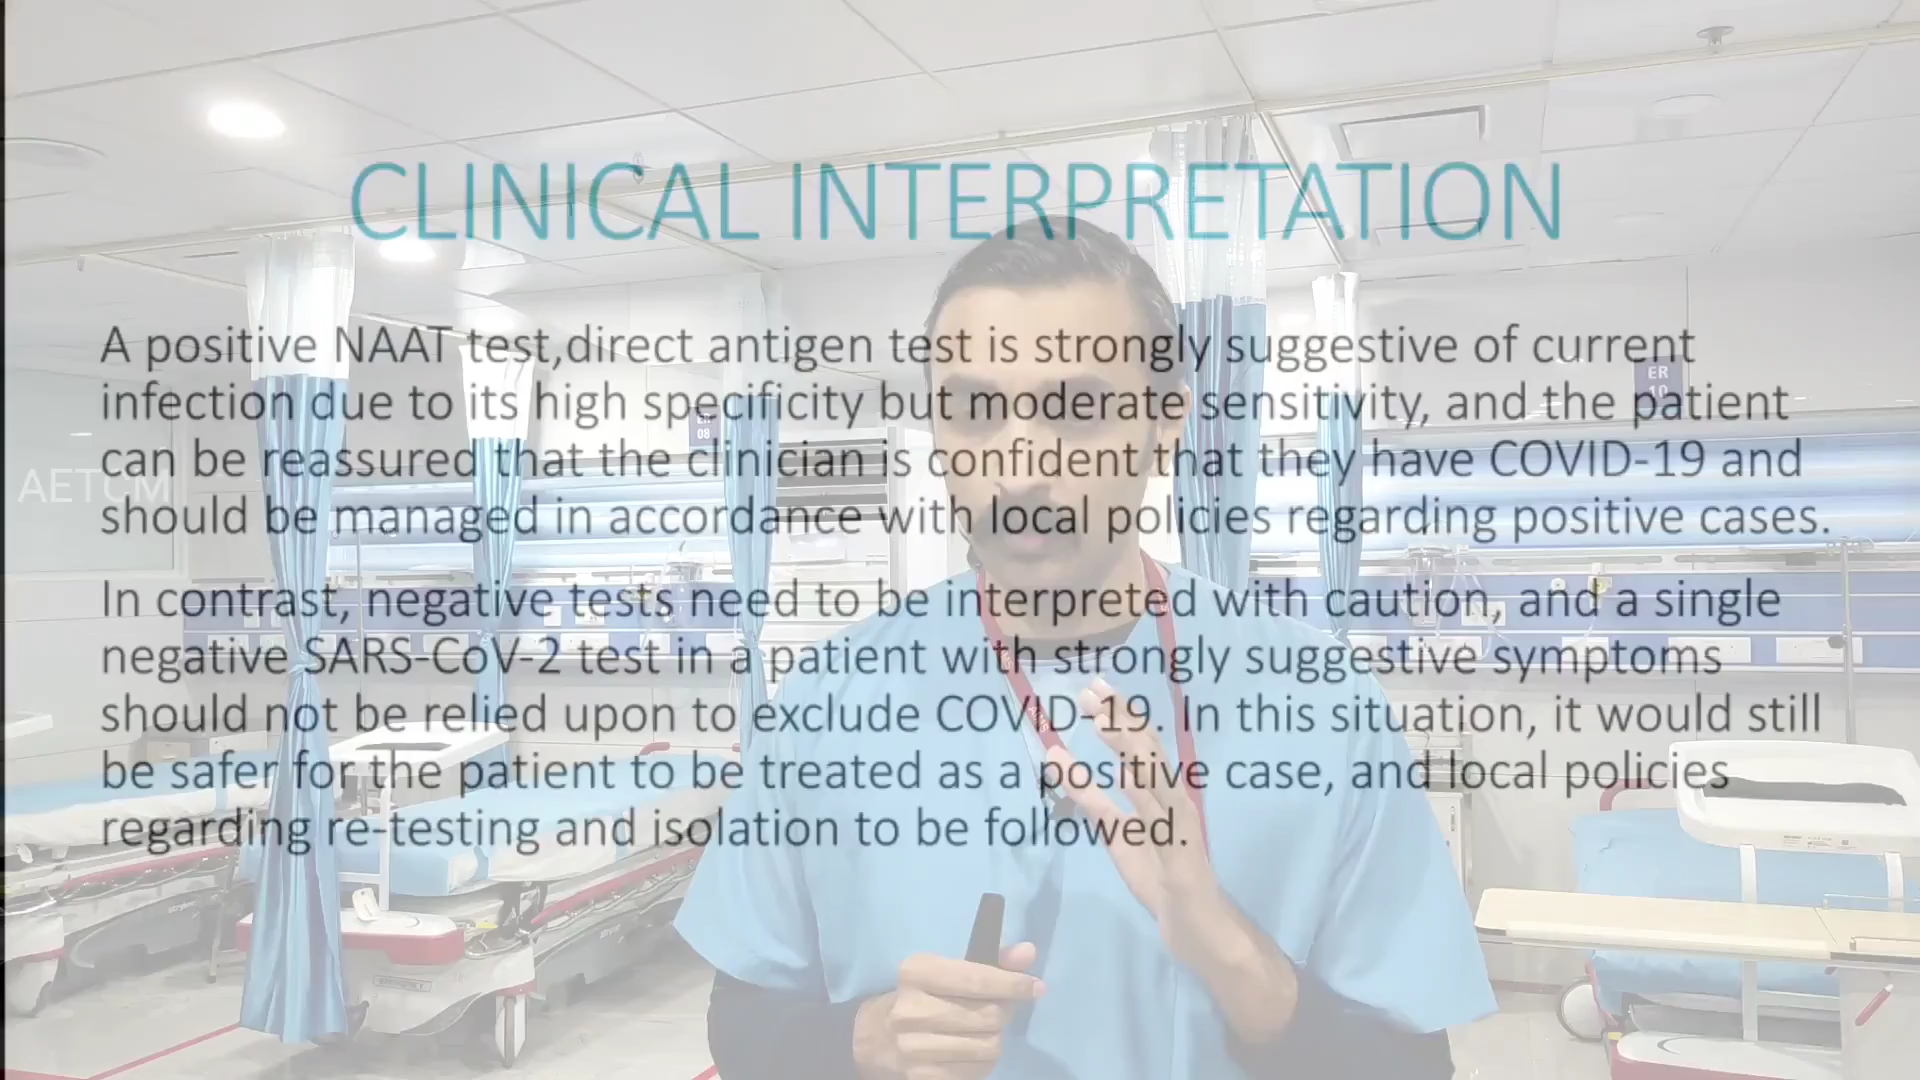 CLINICAL INTERPRETATION
A positive NAAT test,direct antigen test is strongly suggestive of current
infection due to its high specificity but moderate sensitivity, and the patient
can be reassured that the clinician is confident that they have COVID-19 and
should be managed in accordance with local policies regarding positive cases.
In contrast, negative tests need to be interpreted with caution, and a single
negative SARS-CoV-2 test in a patient with strongly suggestive symptoms
should not be relied upon to exclude COVID-19. In this situation, it would still
be safer for the patient to be treated as a positive case, and local policies
regarding re-testing and isolation to be followed.
AETCM
ER
10
08